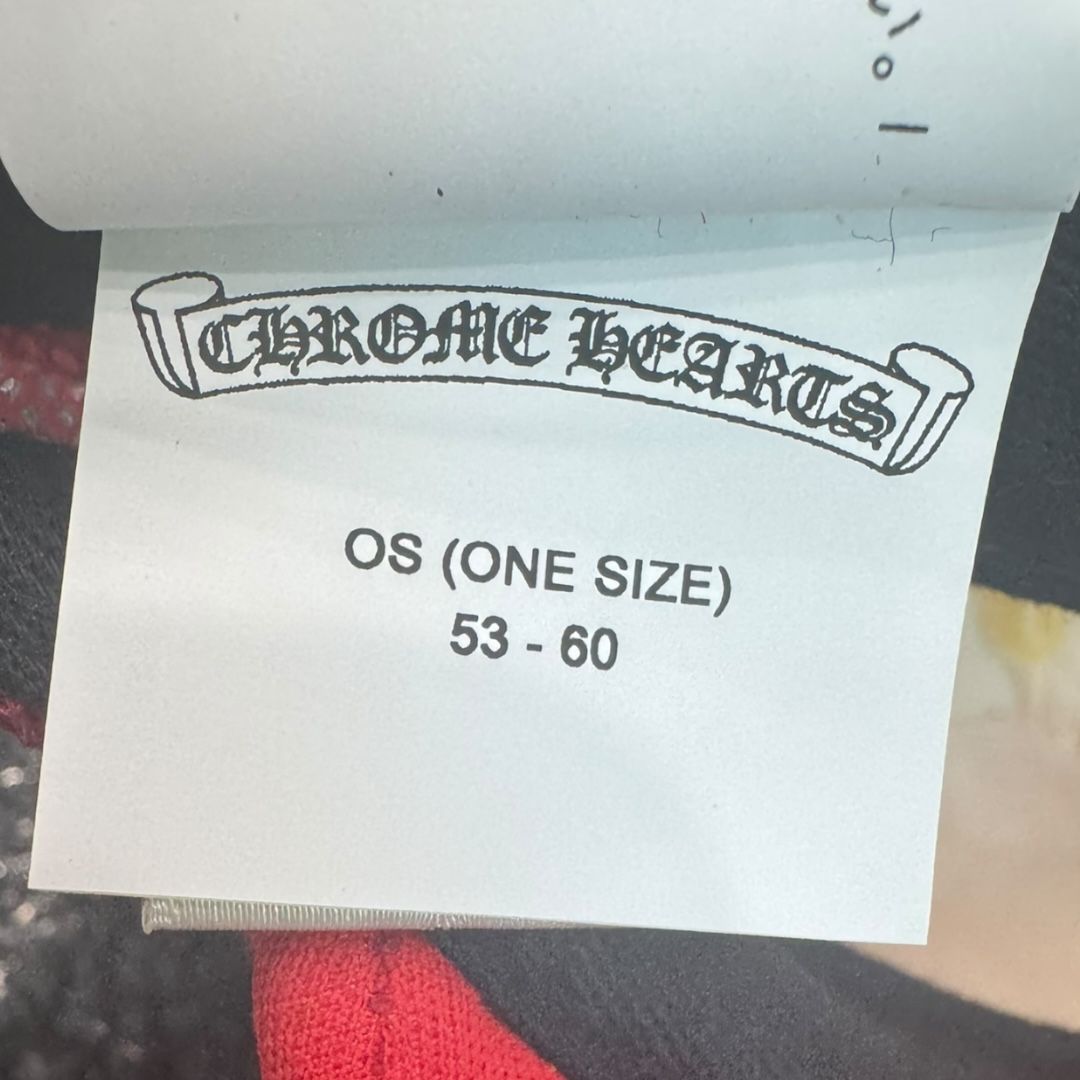 CHROME HEARTS
OS (ONE SIZE)
53 - 60